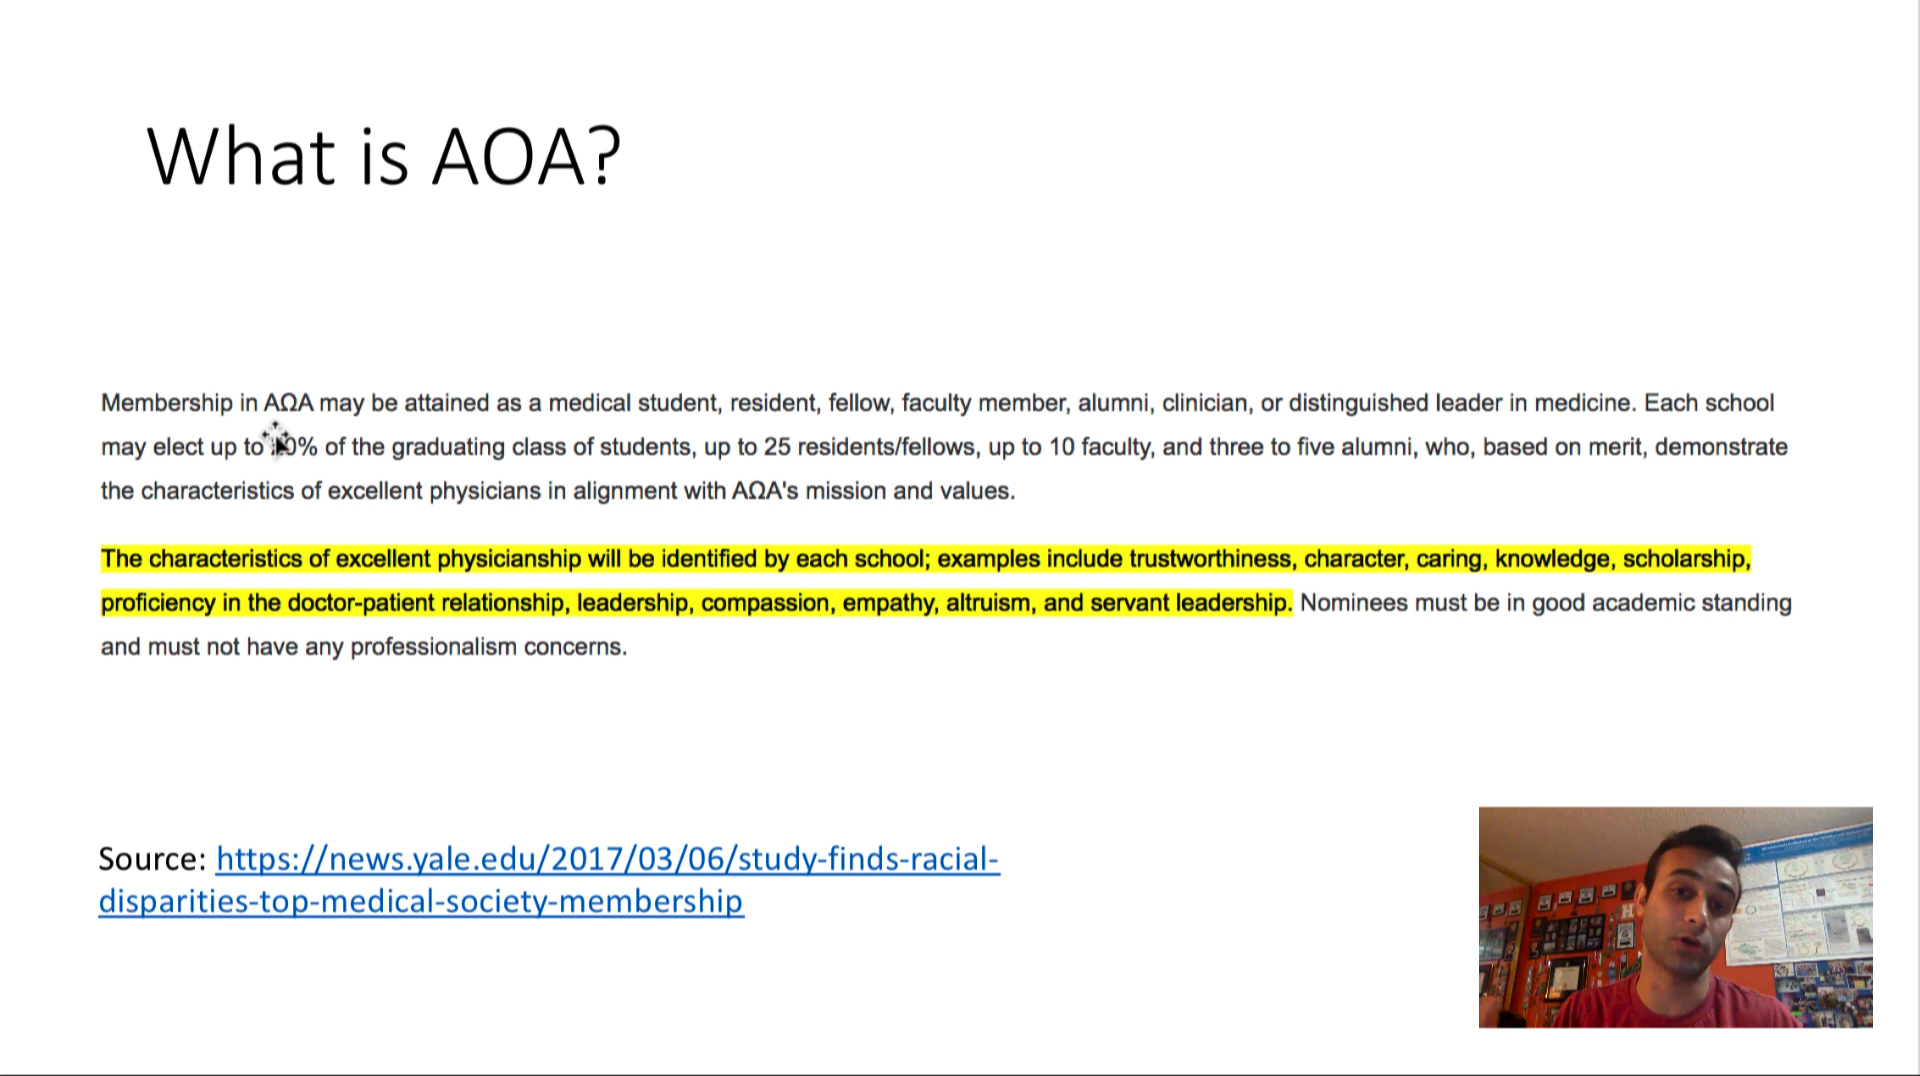 What is AOA?
Membership in AΩA may be attained as a medical student, resident, fellow, faculty member, alumni, clinician, or distinguished leader in medicine. Each school
may elect up to 0% of the graduating class of students, up to 25 residents/fellows, up to 10 faculty, and three to five alumni, who, based on merit, demonstrate
the characteristics of excellent physicians in alignment with AΩA's mission and values.
The characteristics of excellent physicianship will be identified by each school; examples include trustworthiness, character, caring, knowledge, scholarship,
proficiency in the doctor-patient relationship, leadership, compassion, empathy, altruism, and servant leadership. Nominees must be in good academic standing
and must not have any professionalism concerns.
Source: https://news.yale.edu/2017/03/06/study-finds-racial-
disparities-top-medical-society-membership